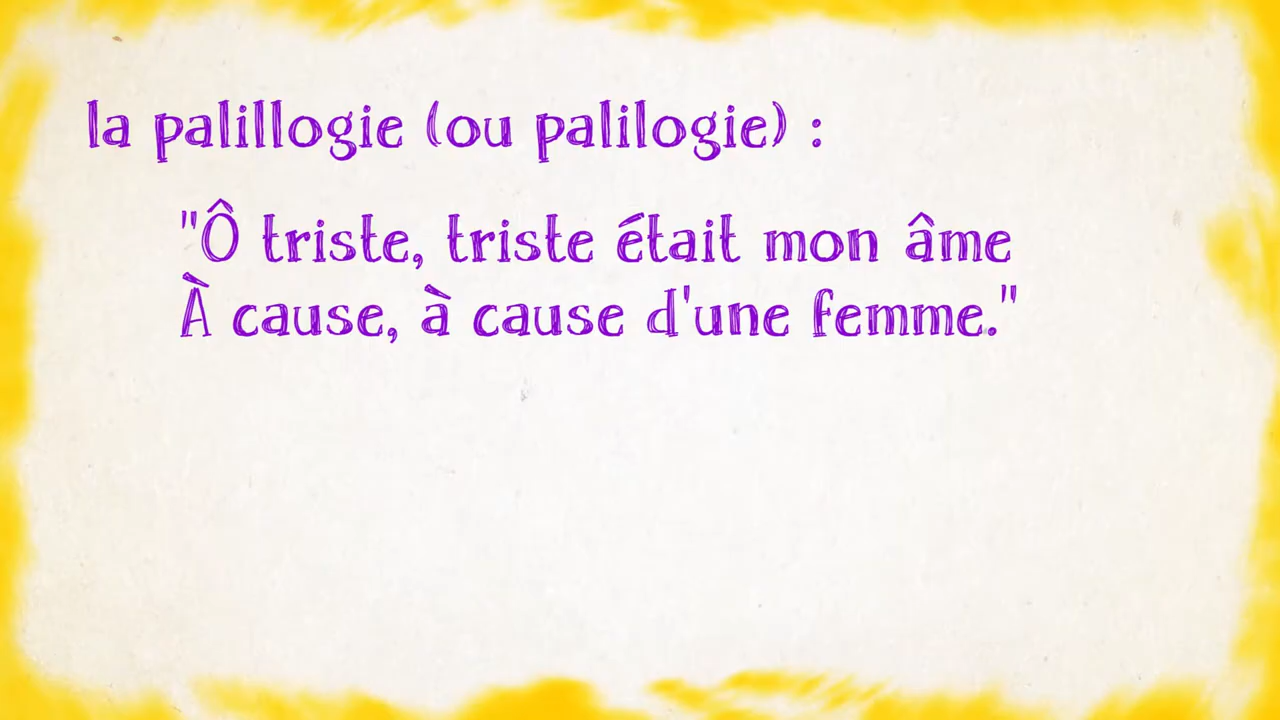 la palillogie (ou palilogie) :
"Ô triste, triste était mon âme
À cause, à cause d'une femme."